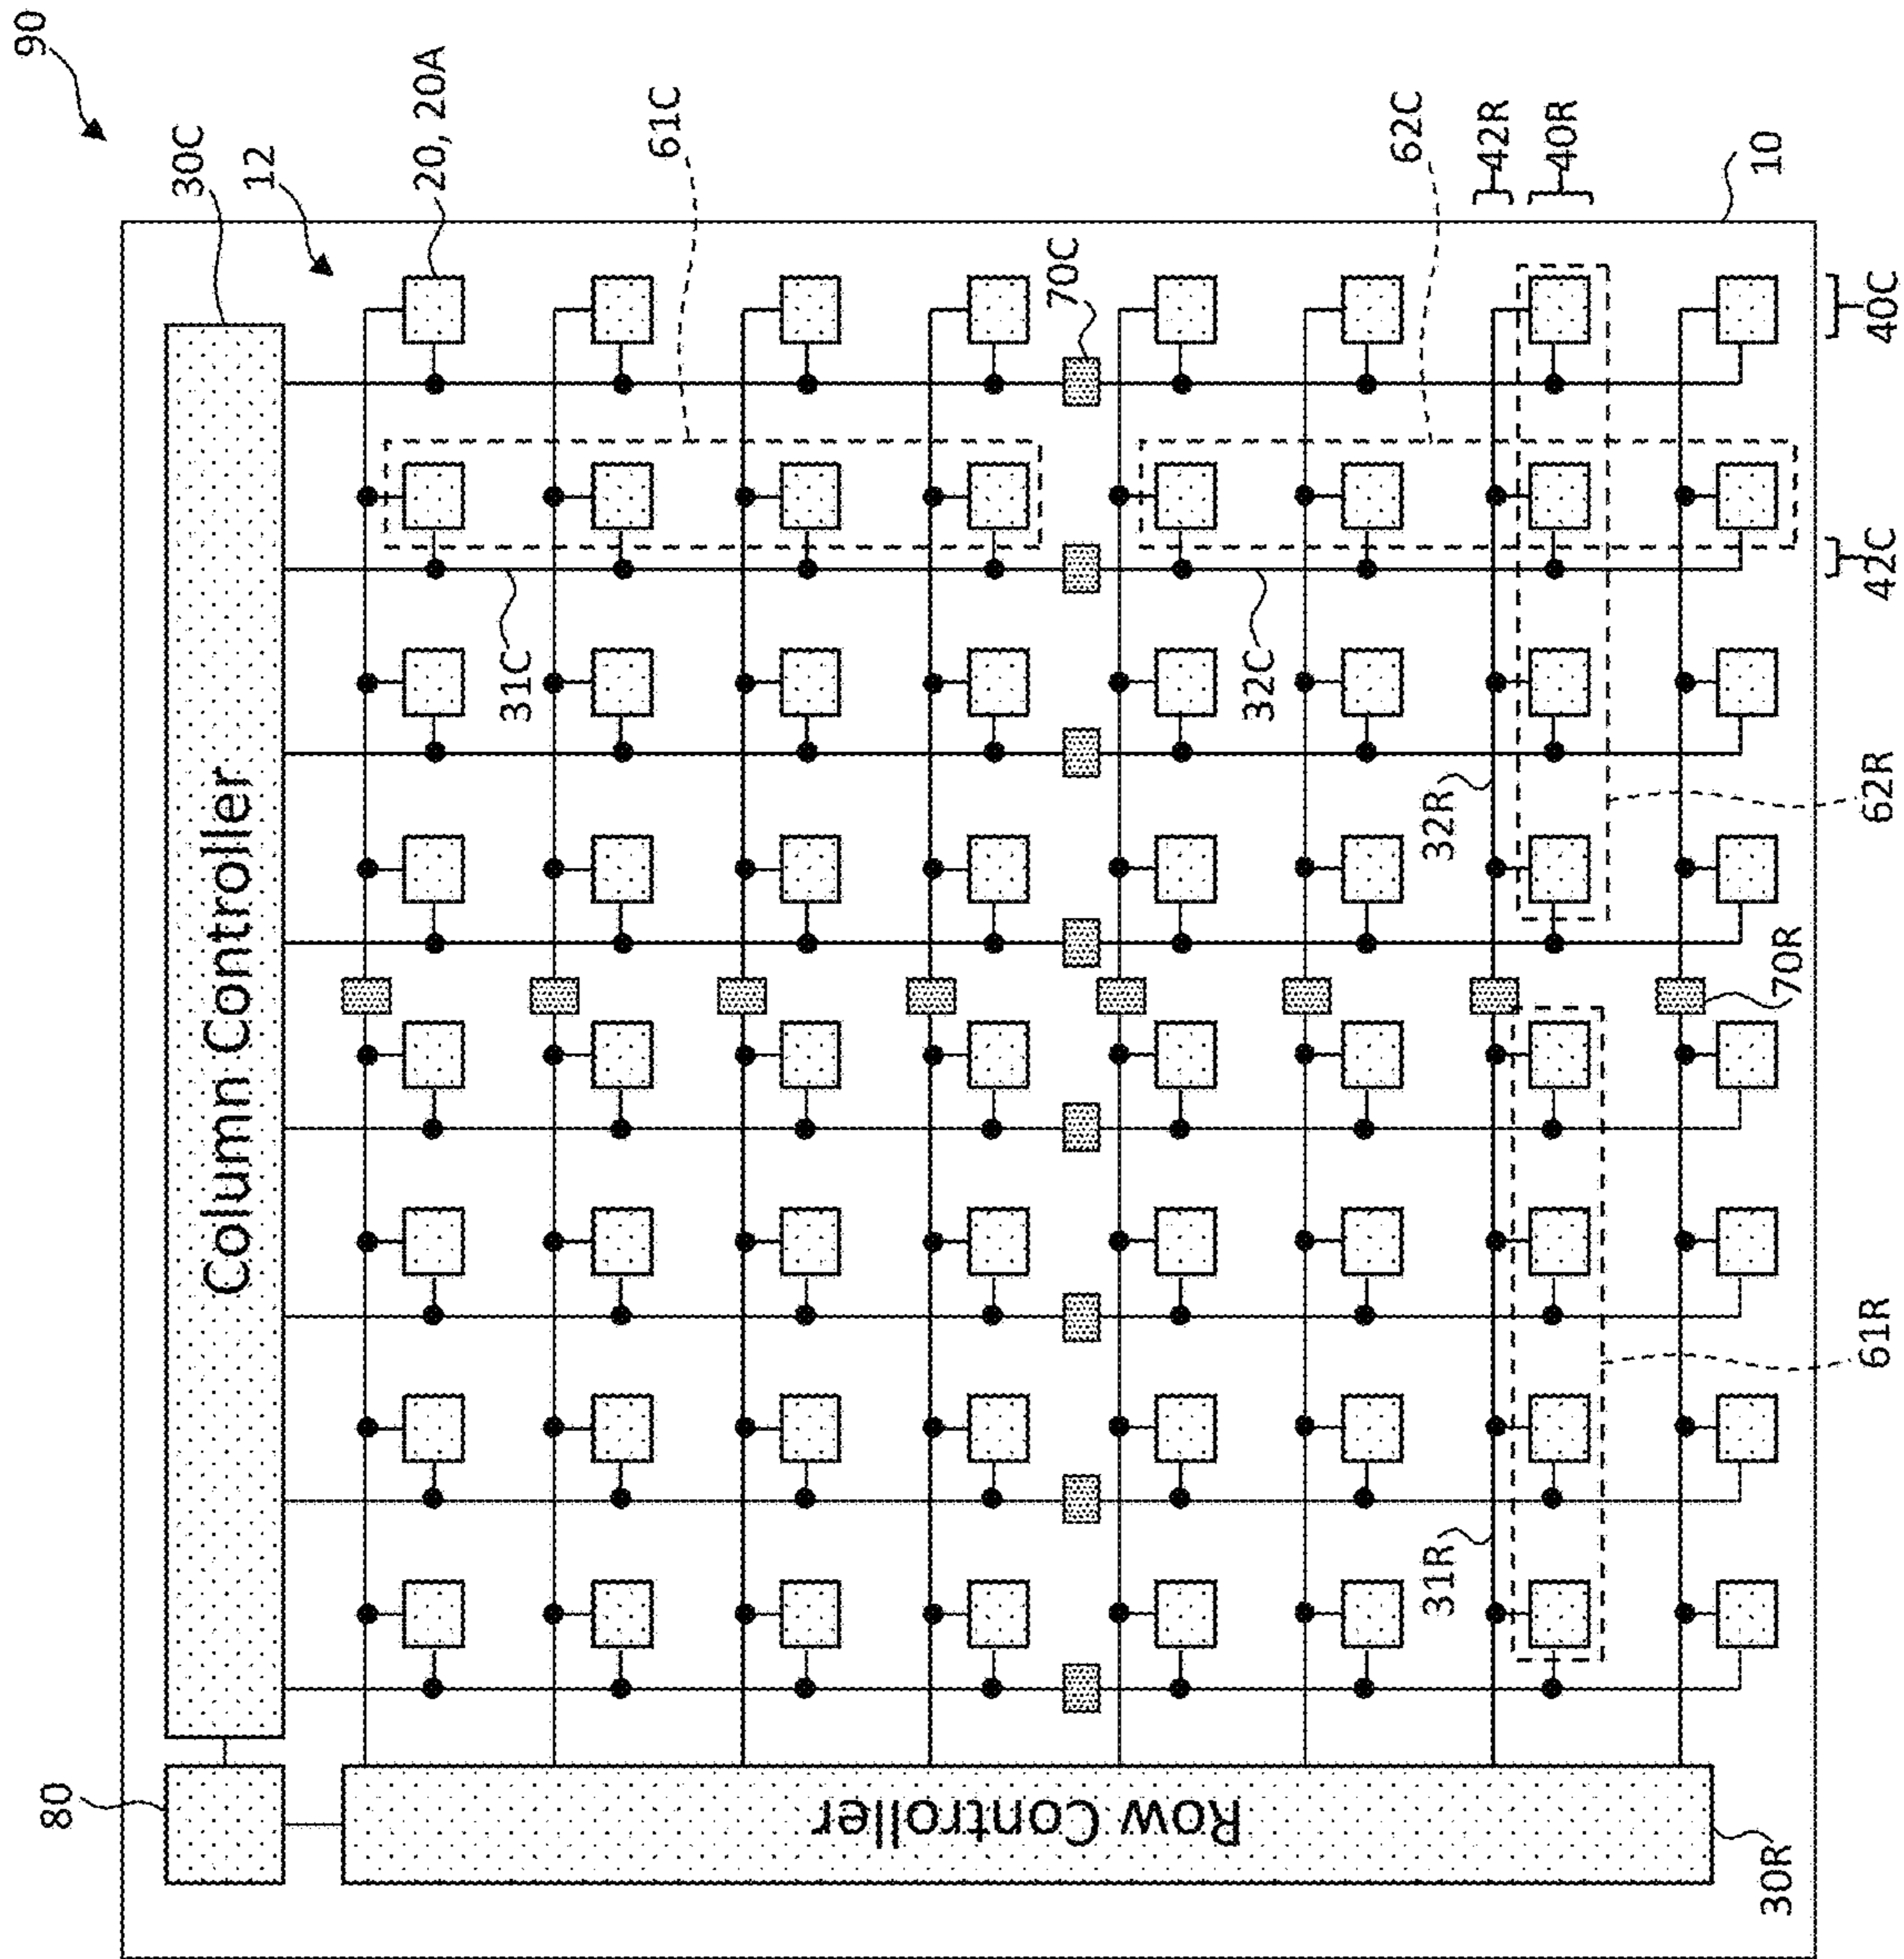 90
30C
12
20, 20A
Column Controller
80
61C
31C
70C
62C
32C
42R
40R
10
32R
31R
Row Controller
30R
61R
70R
62R
42C
40C